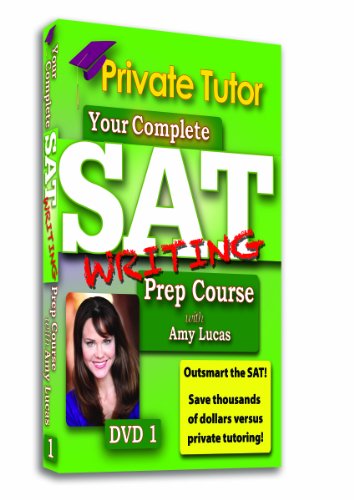 Private Tutor
Your Complete
SAT
WRITING
Prep Course
with
Amy Lucas
DVD 1
Outsmart the SAT!
Save thousands
of dollars versus
private tutoring!
Your
Complete
SAT
WRITING
Prep Course
with Amy Lucas
1